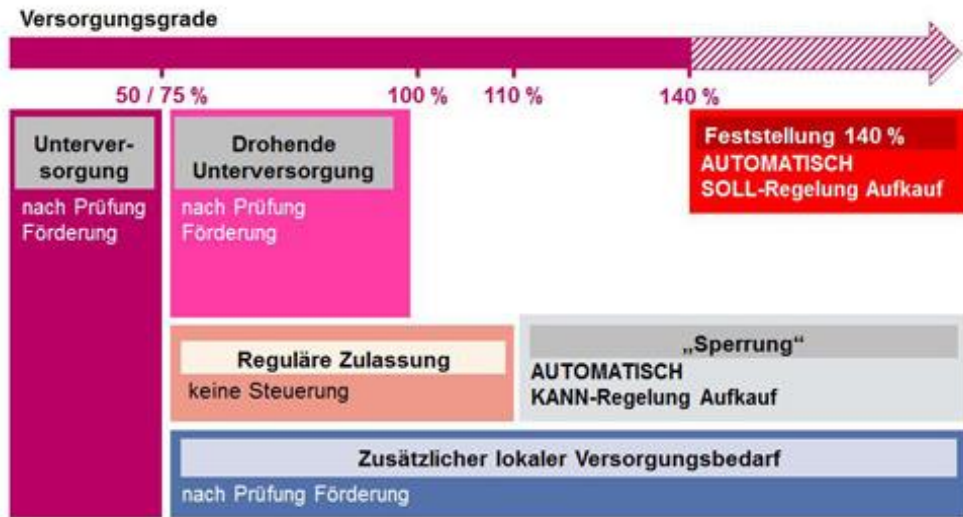 Versorgungsgrade
50 / 75 %
100 %
110 %
140 %
Unterver-
sorgung
nach Prüfung
Förderung
Drohende
Unterversorgung
nach Prüfung
Förderung
Feststellung 140 %
AUTOMATISCH
SOLL-Regelung Aufkauf
Reguläre Zulassung
keine Steuerung
„Sperrung“
AUTOMATISCH
KANN-Regelung Aufkauf
Zusätzlicher lokaler Versorgungsbedarf
nach Prüfung Förderung